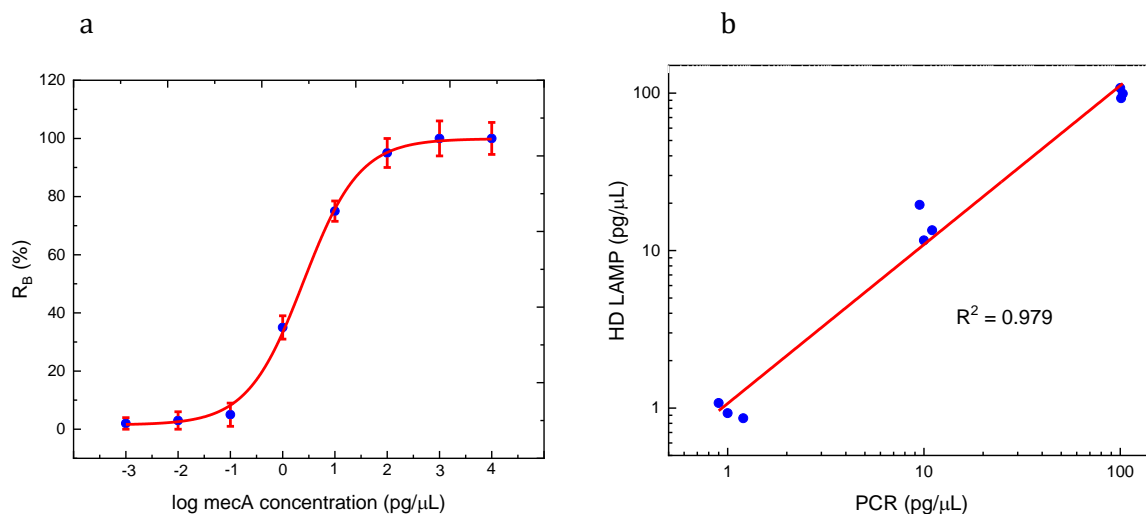 a
120
100
80
60
40
20
0
R_B (%)
-3 -2 -1 0 1 2 3 4
log mecA concentration (pg/μL)
b
100
10
1
HD LAMP (pg/μL)
R² = 0.979
1 10 100
PCR (pg/μL)